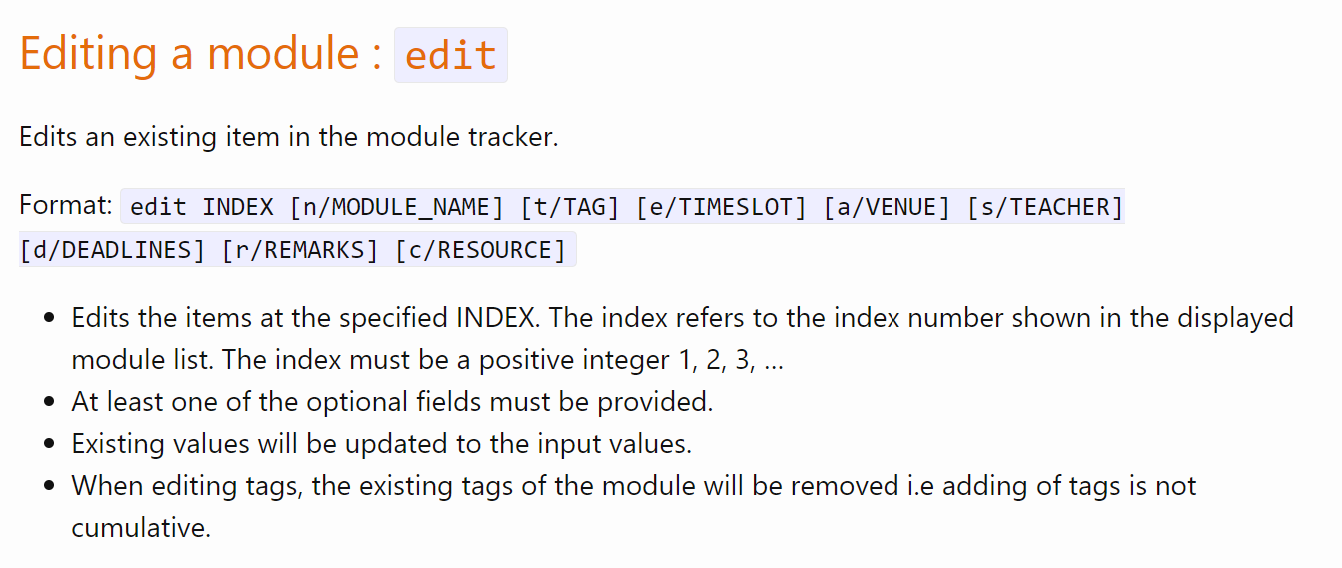 Editing a module : edit
Edits an existing item in the module tracker.
Format: edit INDEX [n/MODULE_NAME] [t/TAG] [e/TIMESLOT] [a/VENUE] [s/TEACHER]
[d/DEADLINES] [r/REMARKS] [c/RESOURCE]
• Edits the items at the specified INDEX. The index refers to the index number shown in the displayed
module list. The index must be a positive integer 1, 2, 3, …
• At least one of the optional fields must be provided.
• Existing values will be updated to the input values.
• When editing tags, the existing tags of the module will be removed i.e adding of tags is not
cumulative.